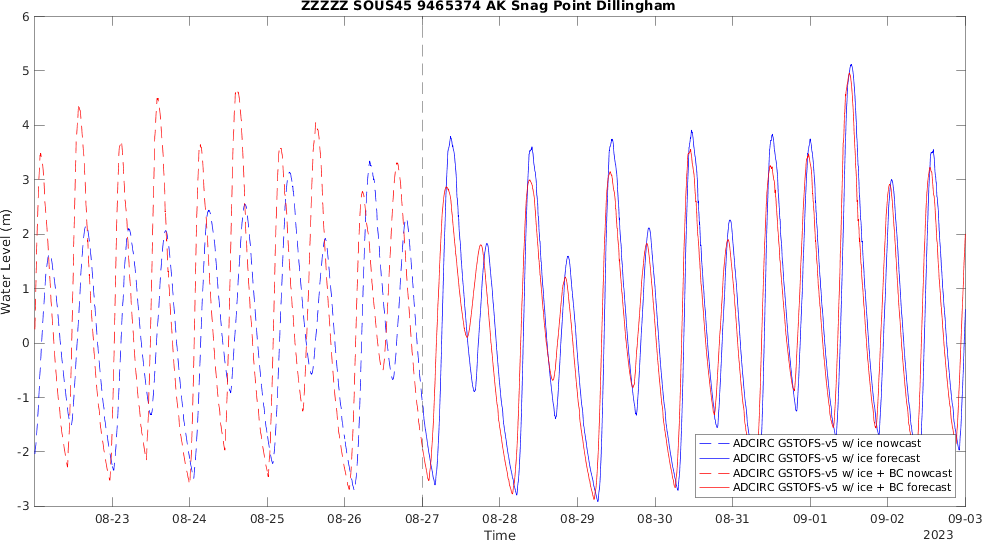 ZZZZZ SOUS45 9465374 AK Snag Point Dillingham
6
5
4
3
2
1
0
-1
-2
-3
Water Level (m)
ADCIRC GSTOFS-v5 w/ ice nowcast
ADCIRC GSTOFS-v5 w/ ice forecast
ADCIRC GSTOFS-v5 w/ ice + BC nowcast
ADCIRC GSTOFS-v5 w/ ice + BC forecast
08-23 08-24 08-25 08-26 08-27 08-28 08-29 08-30 08-31 09-01 09-02 09-03
Time
2023